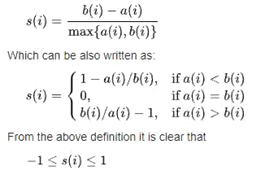 s(i) = b(i) − a(i) / max{a(i), b(i)}
Which can be also written as:
s(i) = { 1 − a(i)/b(i), if a(i) < b(i)
0, if a(i) = b(i)
b(i)/a(i) − 1, if a(i) > b(i)
From the above definition it is clear that
−1 ≤ s(i) ≤ 1